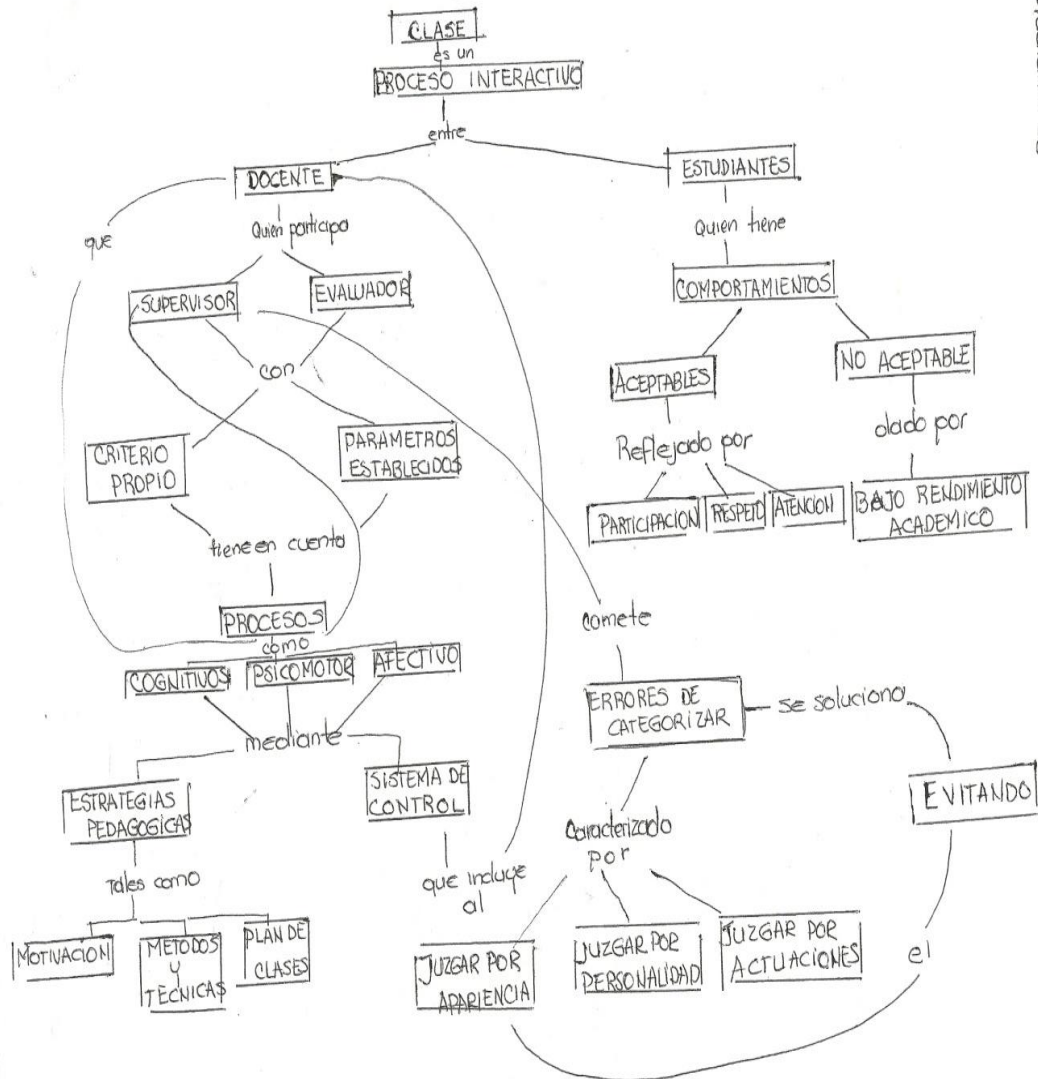 CLASE
es un
PROCESO INTERACTIVO
entre
DOCENTE
ESTUDIANTES
que
Quien participa
Quien tiene
SUPERVISOR
EVALUADOR
COMPORTAMIENTOS
con
ACEPTABLES
NO ACEPTABLE
CRITERIO
PROPIO
PARAMETROS
ESTABLECIDOS
Reflejado por
dado por
PARTICIPACION
RESPETO
ATENCION
BAJO RENDIMIENTO
ACADEMICO
tiene en cuenta
PROCESOS
como
COGNITIVOS
PSICOMOTOR
AFECTIVO
comete
mediante
ERRORES DE
CATEGORIZAR
se soluciona
ESTRATEGIAS
PEDAGOGICAS
SISTEMA DE
CONTROL
EVITANDO
Tales como
que incluye
al
Caracterizado
por
MOTIVACION
METODOS
Y
TECNICAS
PLAN DE
CLASES
JUZGAR POR
APARIENCIA
JUZGAR POR
PERSONALIDAD
JUZGAR POR
ACTUACIONES
el